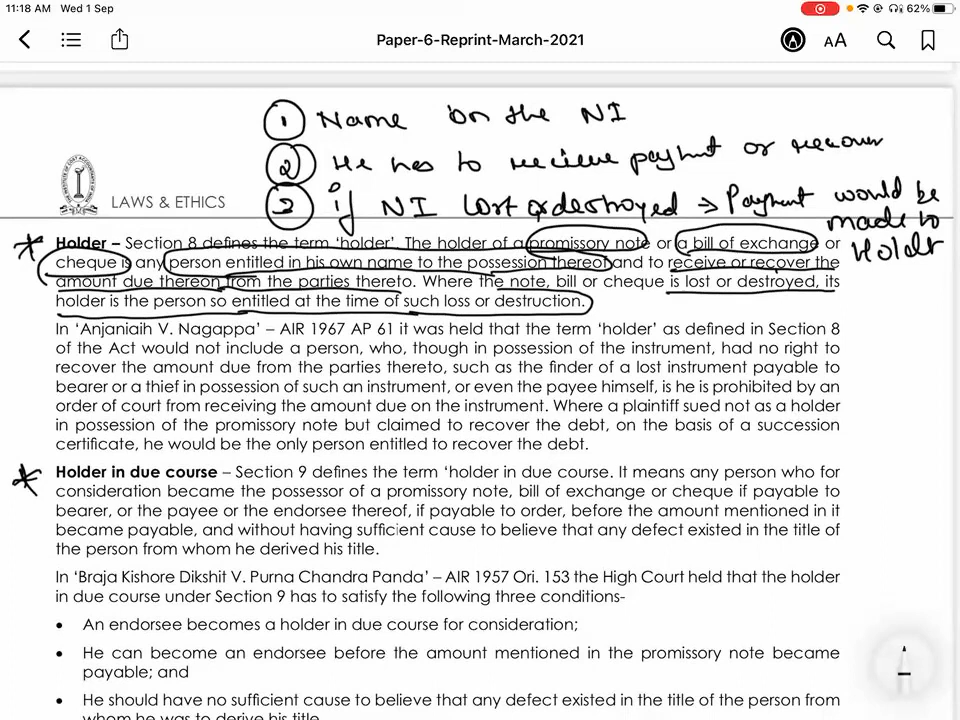 11:18 AM Wed 1 Sep
62%
Paper-6-Reprint-March-2021
AA
1 Name on the NI
2 He has to recieve payment or recover
3 if NI lost or destroyed → Payment would be
made to
Holder
LAWS & ETHICS
Holder – Section 8 defines the term 'holder'. The holder of a promissory note or a bill of exchange or
cheque is any person entitled in his own name to the possession thereof and to receive or recover the
amount due thereon from the parties thereto. Where the note, bill or cheque is lost or destroyed, its
holder is the person so entitled at the time of such loss or destruction.
In 'Anjaniaih V. Nagappa' – AIR 1967 AP 61 it was held that the term 'holder' as defined in Section 8
of the Act would not include a person, who, though in possession of the instrument, had no right to
recover the amount due from the parties thereto, such as the finder of a lost instrument payable to
bearer or a thief in possession of such an instrument, or even the payee himself, is he is prohibited by an
order of court from receiving the amount due on the instrument. Where a plaintiff sued not as a holder
in possession of the promissory note but claimed to recover the debt, on the basis of a succession
certificate, he would be the only person entitled to recover the debt.
Holder in due course – Section 9 defines the term 'holder in due course. It means any person who for
consideration became the possessor of a promissory note, bill of exchange or cheque if payable to
bearer, or the payee or the endorsee thereof, if payable to order, before the amount mentioned in it
became payable, and without having sufficient cause to believe that any defect existed in the title of
the person from whom he derived his title.
In 'Braja Kishore Dikshit V. Purna Chandra Panda' – AIR 1957 Ori. 153 the High Court held that the holder
in due course under Section 9 has to satisfy the following three conditions-
• An endorsee becomes a holder in due course for consideration;
• He can become an endorsee before the amount mentioned in the promissory note became
payable; and
• He should have no sufficient cause to believe that any defect existed in the title of the person from
whom he was to derive his title.